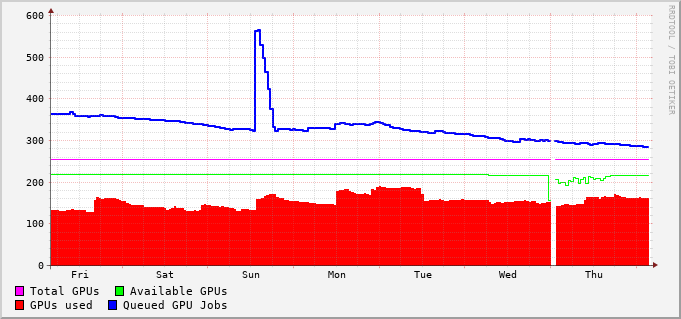 600
500
400
300
200
100
0
Fri Sat Sun Mon Tue Wed Thu
Total GPUs Available GPUs
GPUs used Queued GPU Jobs
RRDTOOL / TOBI OETIKER